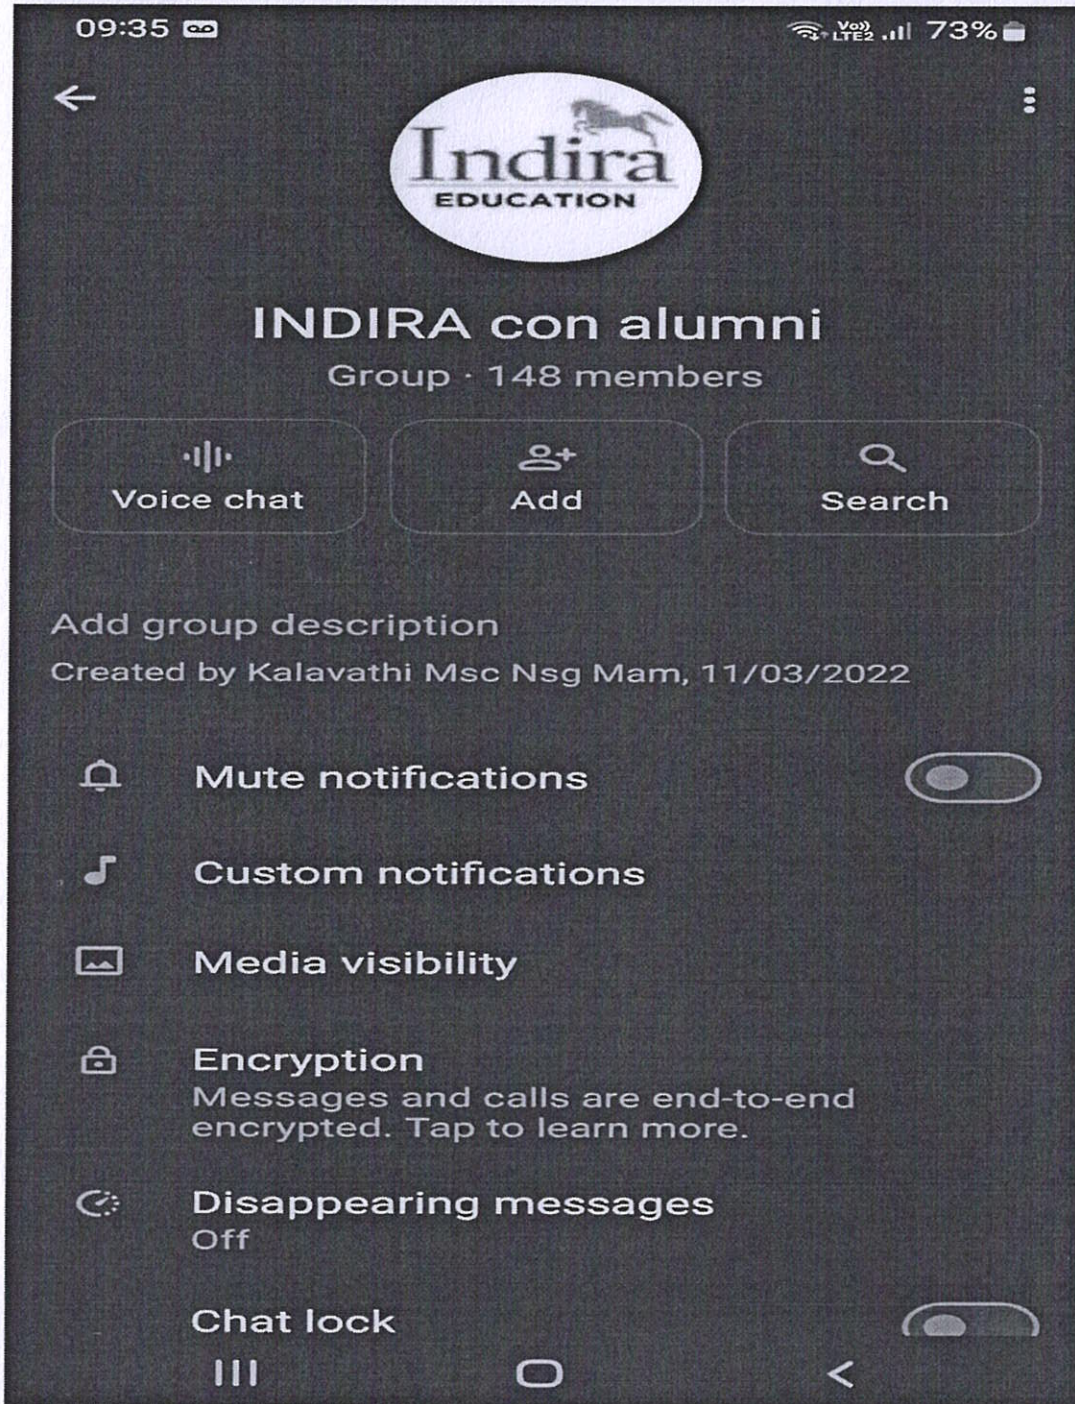 09:35
Vo)) LTE2 73%
Indira
EDUCATION
INDIRA con alumni
Group · 148 members
Voice chat
Add
Search
Add group description
Created by Kalavathi Msc Nsg Mam, 11/03/2022
Mute notifications
Custom notifications
Media visibility
Encryption
Messages and calls are end-to-end
encrypted. Tap to learn more.
Disappearing messages
Off
Chat lock